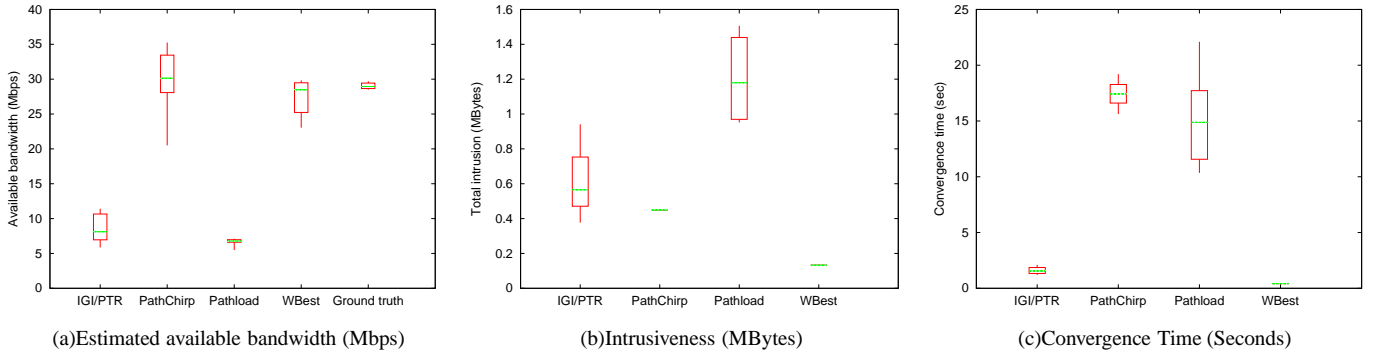 40
35
30
25
20
15
10
5
0
Available bandwidth (Mbps)
IGI/PTR PathChirp Pathload WBest Ground truth
(a)Estimated available bandwidth (Mbps)
1.6
1.4
1.2
1
0.8
0.6
0.4
0.2
0
Total intrusion (MBytes)
IGI/PTR PathChirp Pathload WBest
(b)Intrusiveness (MBytes)
25
20
15
10
5
0
Convergence time (sec)
IGI/PTR PathChirp Pathload WBest
(c)Convergence Time (Seconds)